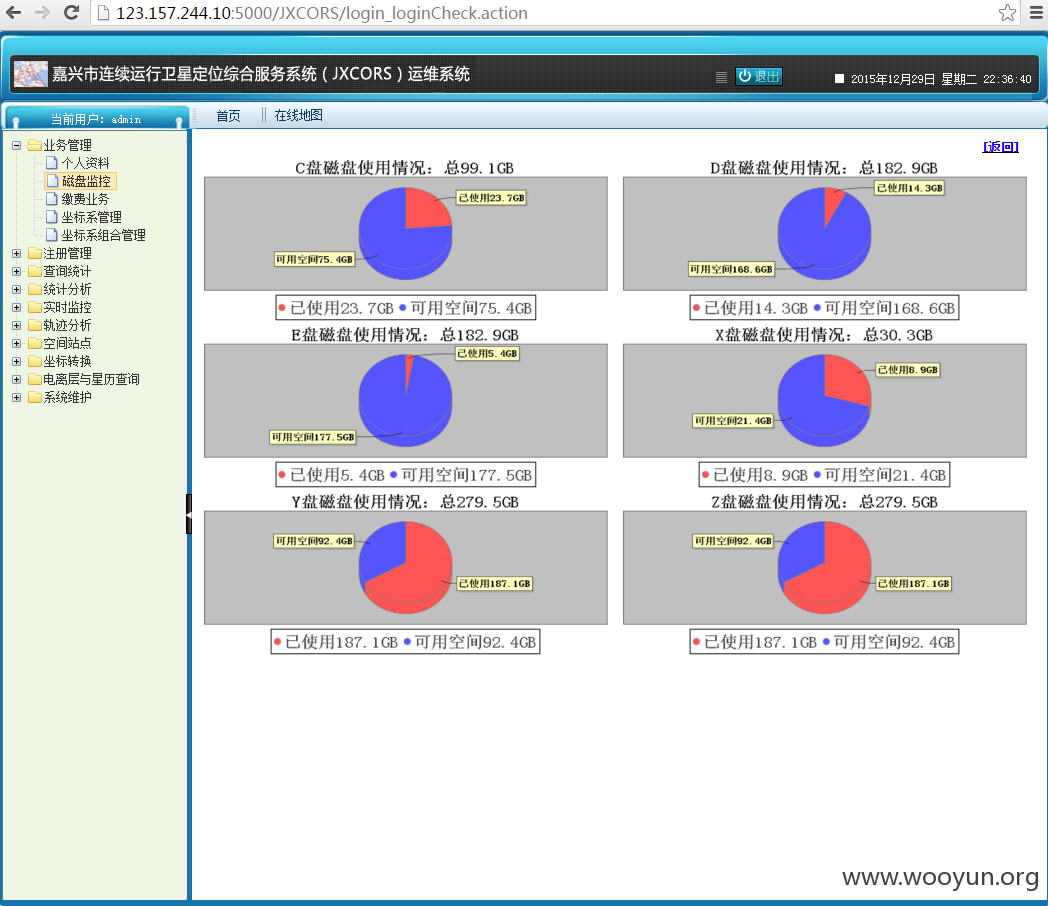 123.157.244.10:5000/JXCORS/login_loginCheck.action
嘉兴市连续运行卫星定位综合服务系统（JXCORS）运维系统
退出
2015年12月29日 星期二 22:36:40
当前用户：admin
首页
在线地图
业务管理
个人资料
磁盘监控
缴费业务
坐标系管理
坐标系组合管理
注册管理
查询统计
统计分析
实时监控
轨迹分析
空间站点
坐标转换
电离层与星历查询
系统维护
[返回]
C盘磁盘使用情况：总99.1GB
已使用23.7GB
可用空间75.4GB
已使用23.7GB 可用空间75.4GB
D盘磁盘使用情况：总182.9GB
已使用14.3GB
可用空间168.6GB
已使用14.3GB 可用空间168.6GB
E盘磁盘使用情况：总182.9GB
已使用5.4GB
可用空间177.5GB
已使用5.4GB 可用空间177.5GB
X盘磁盘使用情况：总30.3GB
已使用8.9GB
可用空间21.4GB
已使用8.9GB 可用空间21.4GB
Y盘磁盘使用情况：总279.5GB
可用空间92.4GB
已使用187.1GB
已使用187.1GB 可用空间92.4GB
Z盘磁盘使用情况：总279.5GB
可用空间92.4GB
已使用187.1GB
已使用187.1GB 可用空间92.4GB
www.wooyun.org